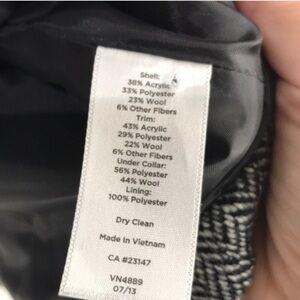 Shell:
38% Acrylic
33% Polyester
23% Wool
6% Other Fibers
Trim:
43% Acrylic
29% Polyester
22% Wool
6% Other Fibers
Under Collar:
56% Polyester
44% Wool
Lining:
100% Polyester
Dry Clean
Made in Vietnam
CA #23147
VN4889
07/13